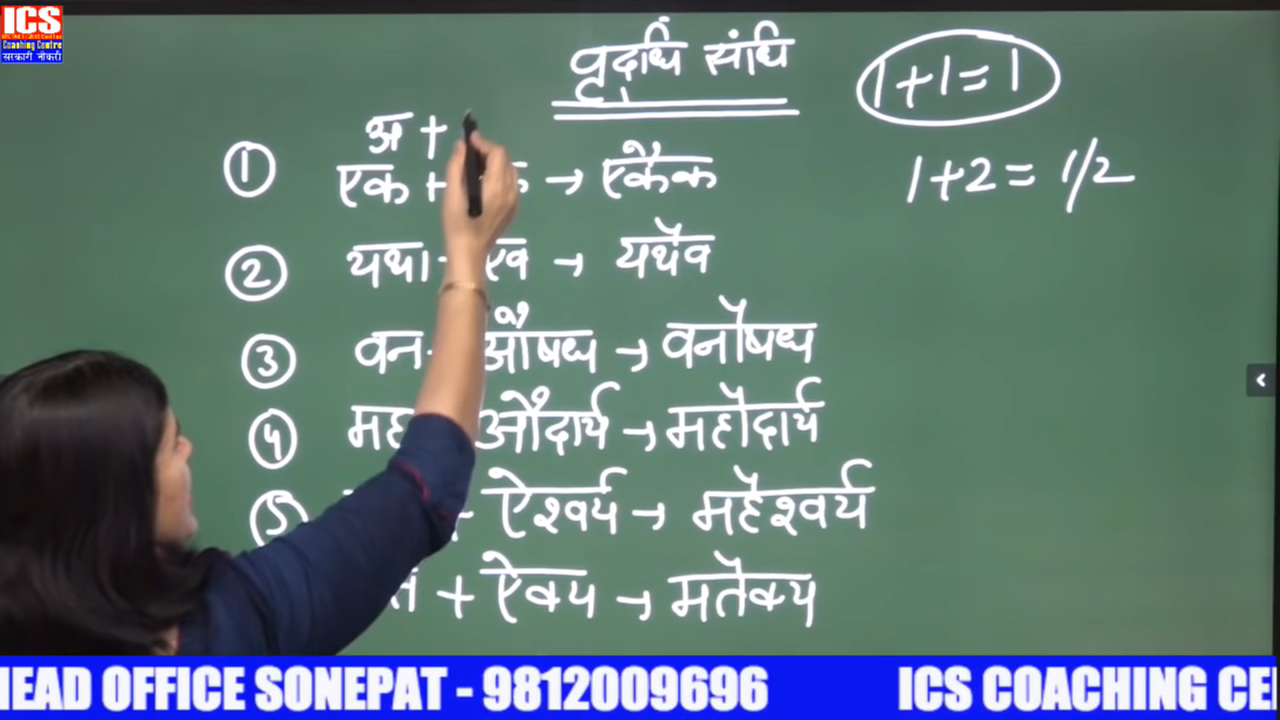 ICS
Coaching Centre
सरकारी नौकरी
वृद्धि संधि
1+1=1
1+2= 1/2
अ +
① एक + क → एकैक
② यथा + एव → यथैव
③ वन + औषध → वनौषध
④ मह औदार्य → महौदार्य
⑤ + ऐश्वर्य → महैश्वर्य
+ ऐक्य → मतैक्य
HEAD OFFICE SONEPAT - 9812009696
ICS COACHING CE